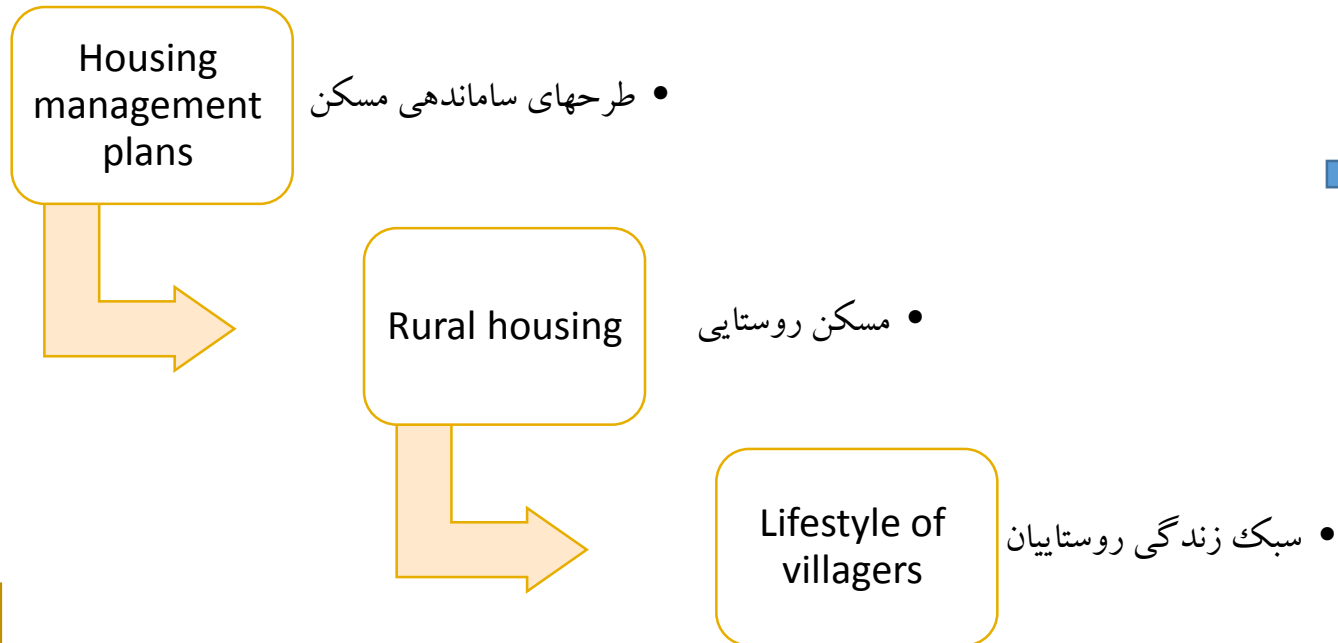 Housing
management
plans
• طرحهای ساماندهی مسکن
Rural housing
• مسکن روستایی
Lifestyle of
villagers
• سبک زندگی روستاییان